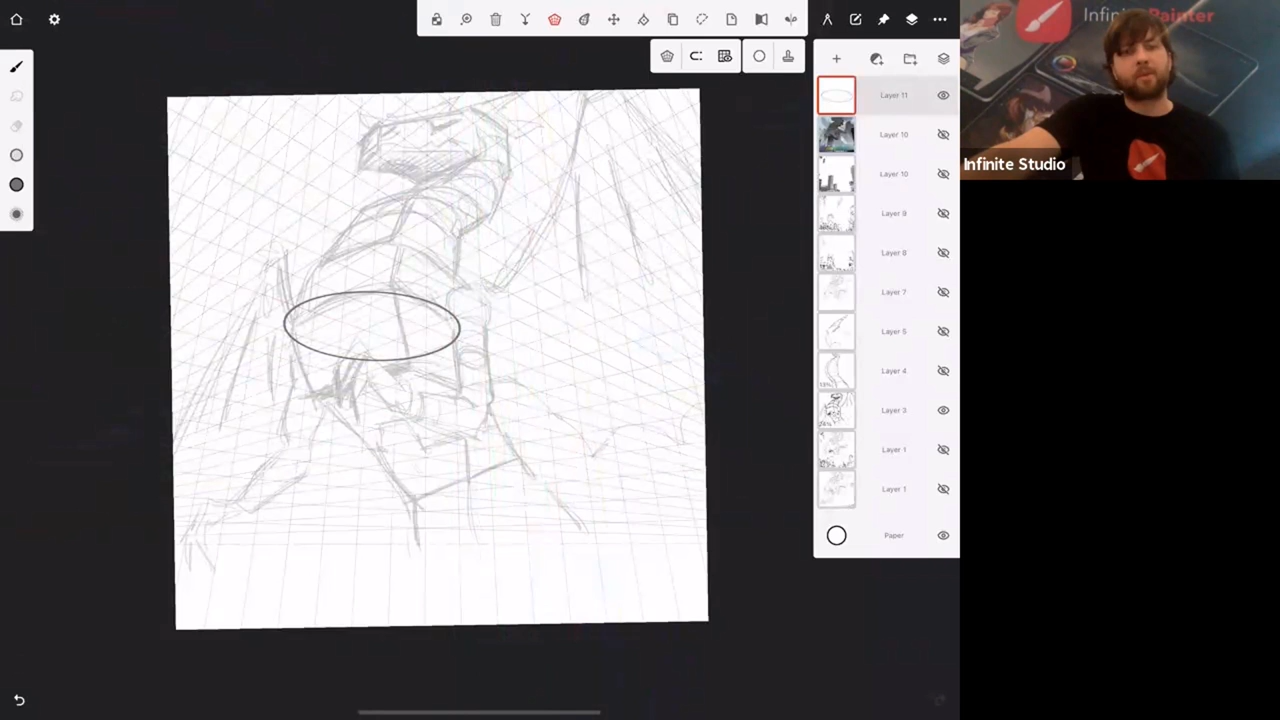 Infinite Painter
Infinite Studio
Layer 11
Layer 10
Layer 10
Layer 9
Layer 8
Layer 7
Layer 5
Layer 4
Layer 3
Layer 1
Layer 1
Paper